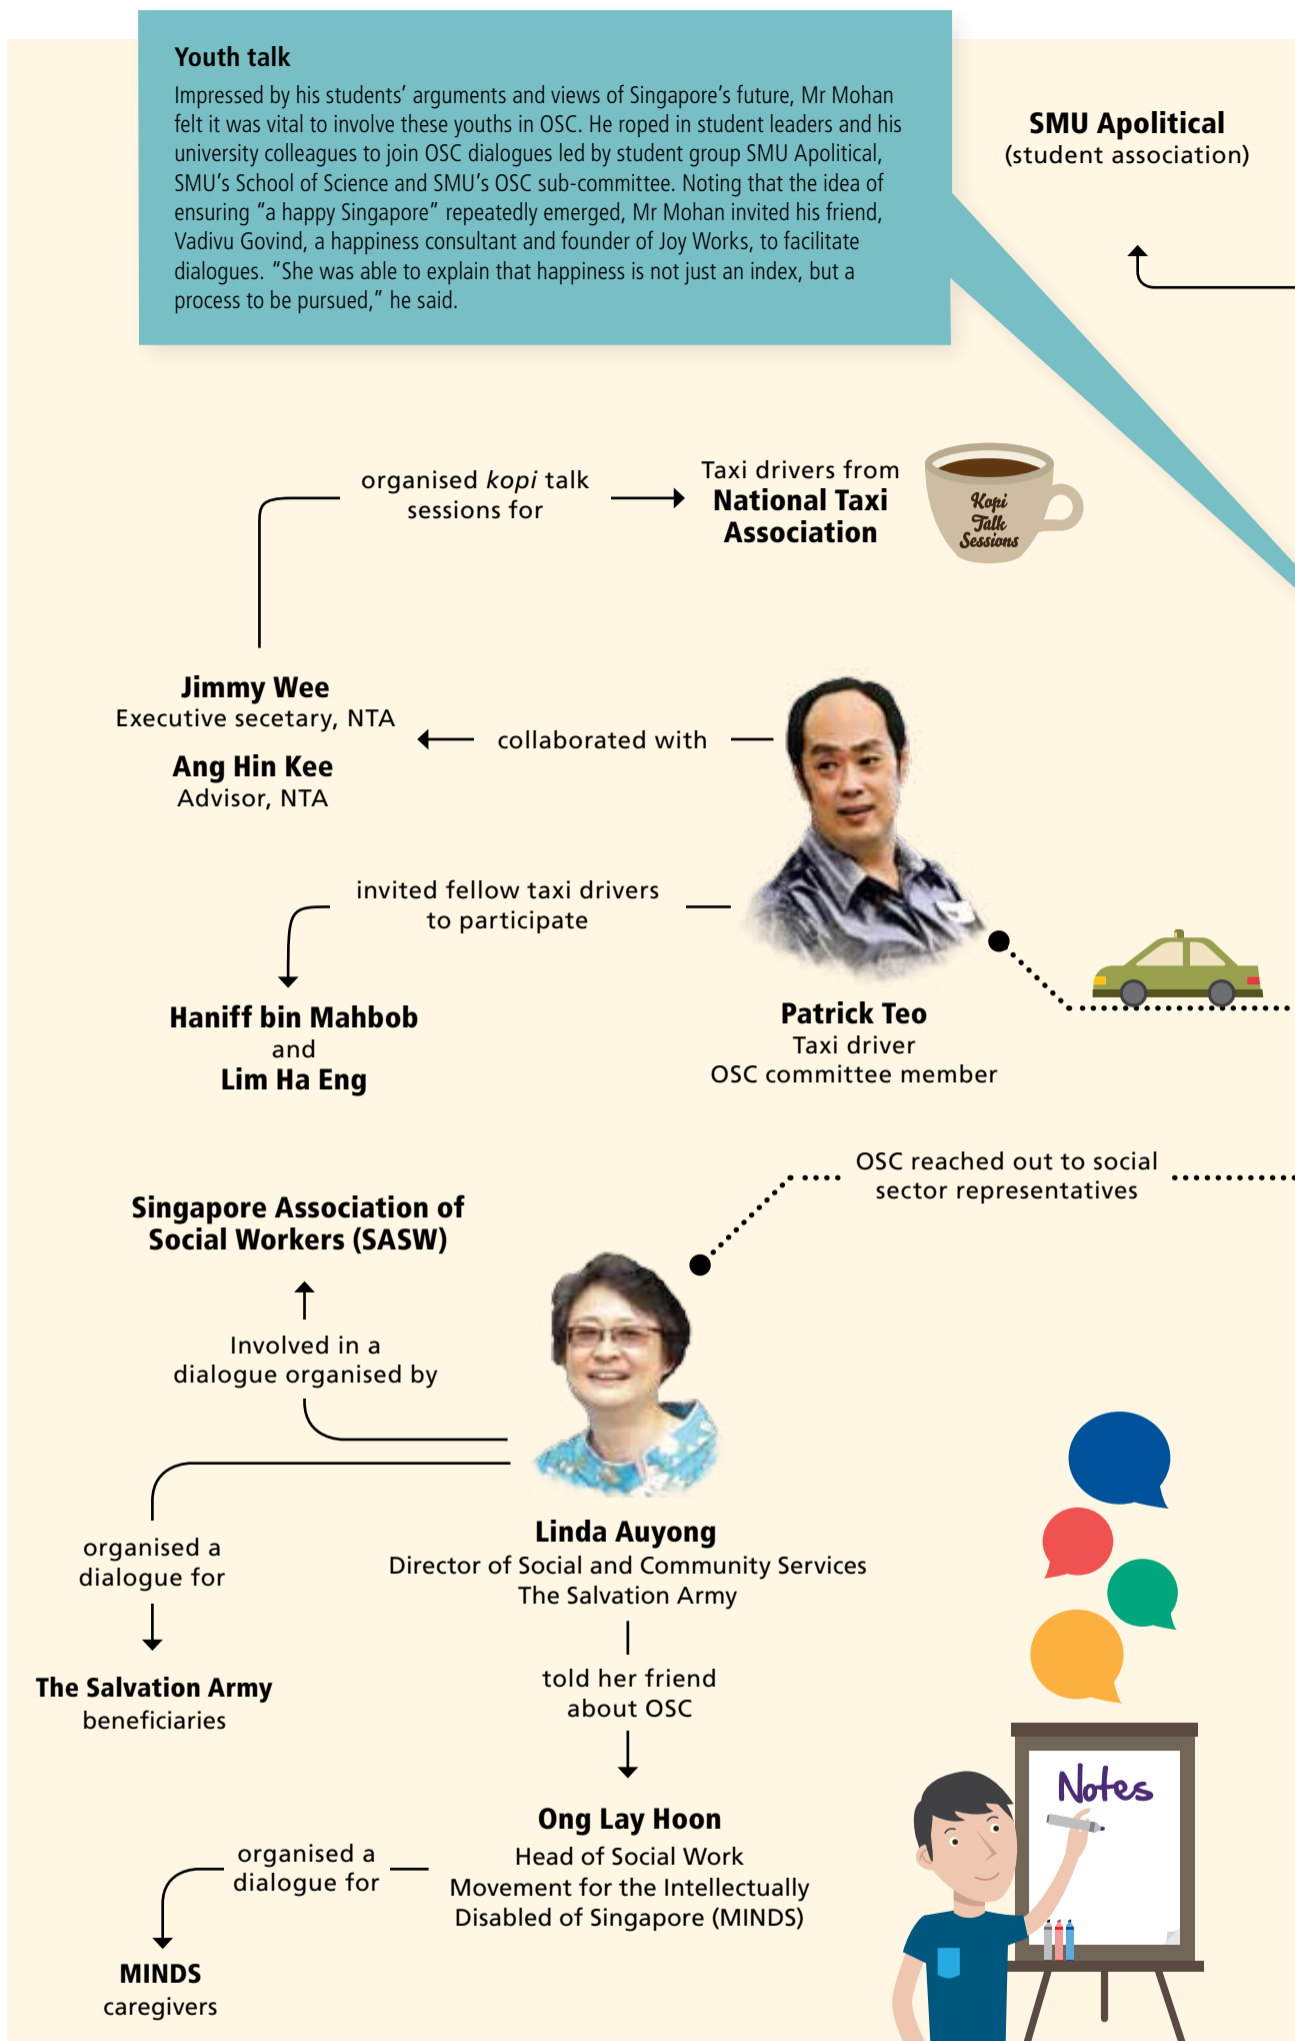 Youth talk
Impressed by his students’ arguments and views of Singapore’s future, Mr Mohan
felt it was vital to involve these youths in OSC. He roped in student leaders and his
university colleagues to join OSC dialogues led by student group SMU Apolitical,
SMU’s School of Science and SMU’s OSC sub-committee. Noting that the idea of
ensuring “a happy Singapore” repeatedly emerged, Mr Mohan invited his friend,
Vadivu Govind, a happiness consultant and founder of Joy Works, to facilitate
dialogues. “She was able to explain that happiness is not just an index, but a
process to be pursued,” he said.
SMU Apolitical
(student association)
organised kopi talk
sessions for
Taxi drivers from
National Taxi
Association
Kopi
Talk
Sessions
Jimmy Wee
Executive secetary, NTA
Ang Hin Kee
Advisor, NTA
collaborated with
invited fellow taxi drivers
to participate
Haniff bin Mahbob
and
Lim Ha Eng
Patrick Teo
Taxi driver
OSC committee member
OSC reached out to social
sector representatives
Singapore Association of
Social Workers (SASW)
Involved in a
dialogue organised by
organised a
dialogue for
The Salvation Army
beneficiaries
Linda Auyong
Director of Social and Community Services
The Salvation Army
told her friend
about OSC
Ong Lay Hoon
Head of Social Work
Movement for the Intellectually
Disabled of Singapore (MINDS)
organised a
dialogue for
MINDS
caregivers
Notes